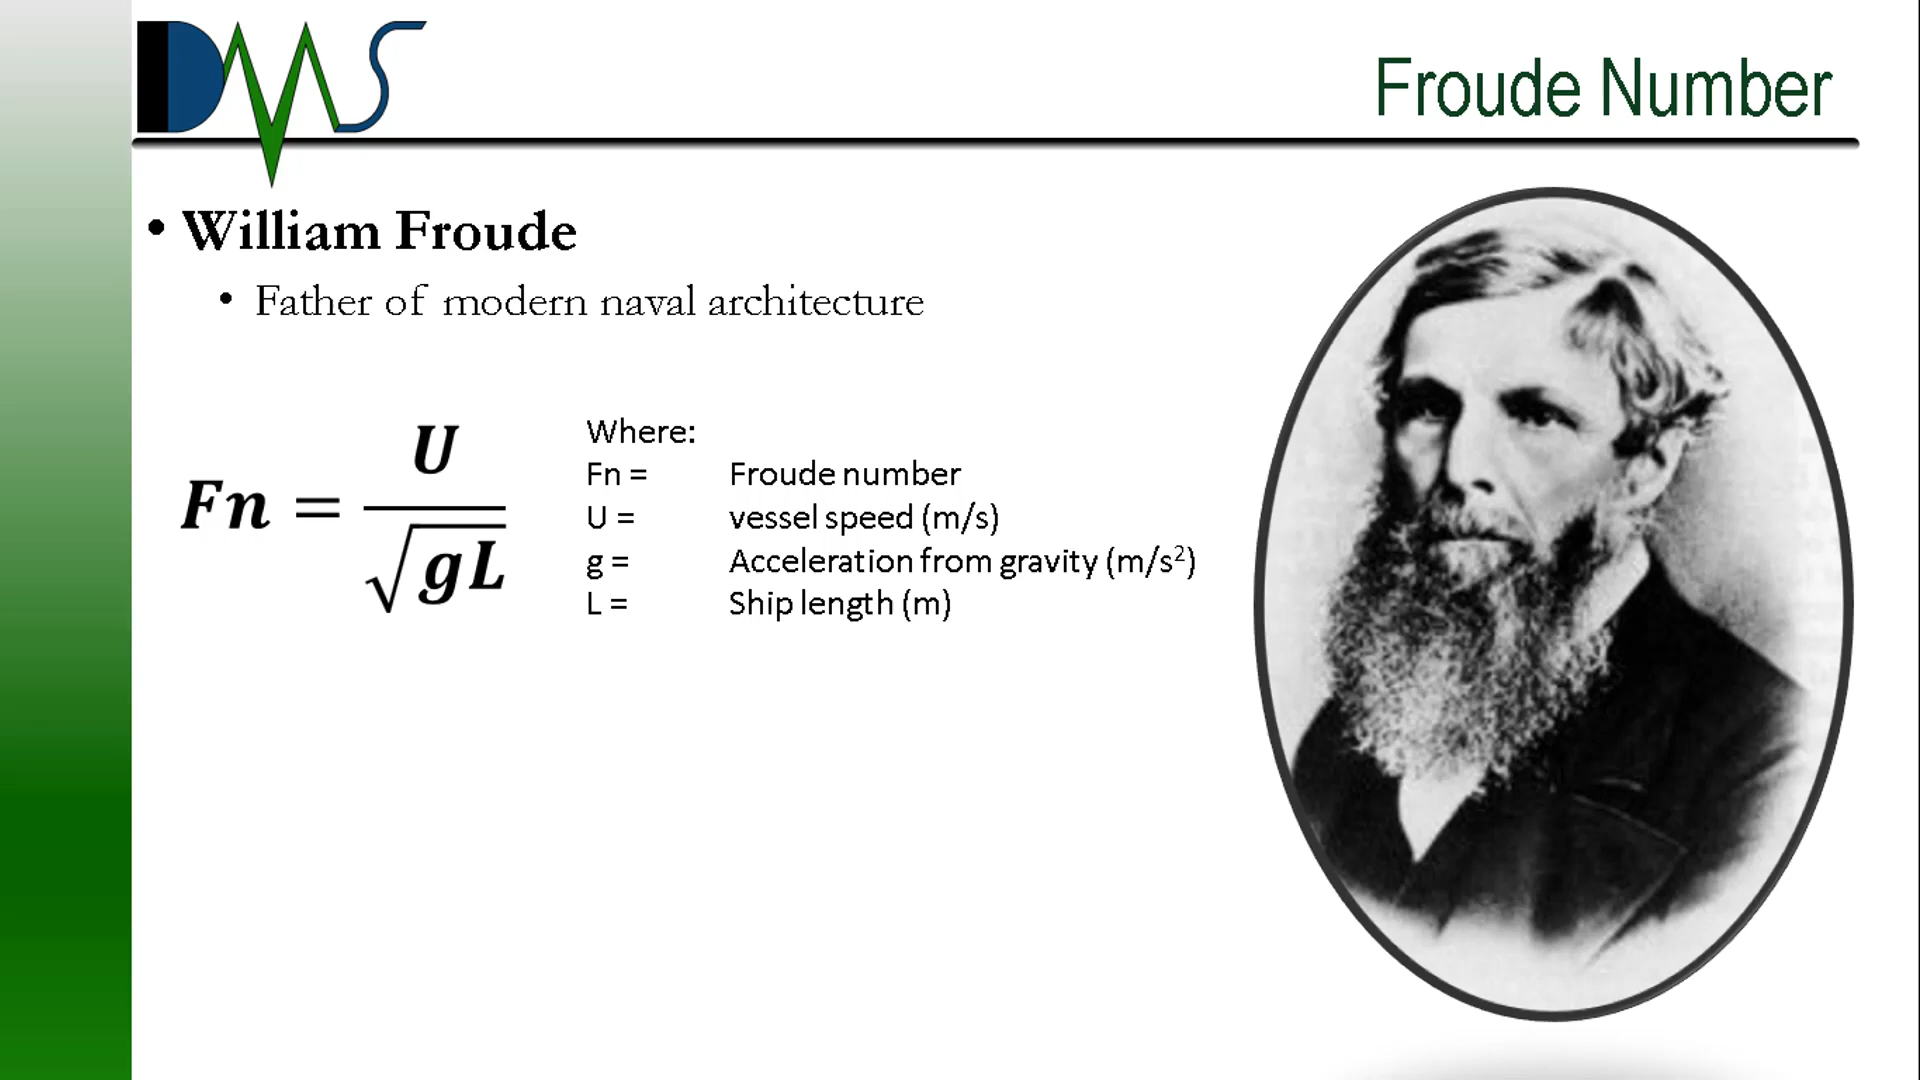 DMS
Froude Number
• William Froude
• Father of modern naval architecture
Fn = U / √gL
Where:
Fn = Froude number
U = vessel speed (m/s)
g = Acceleration from gravity (m/s²)
L = Ship length (m)